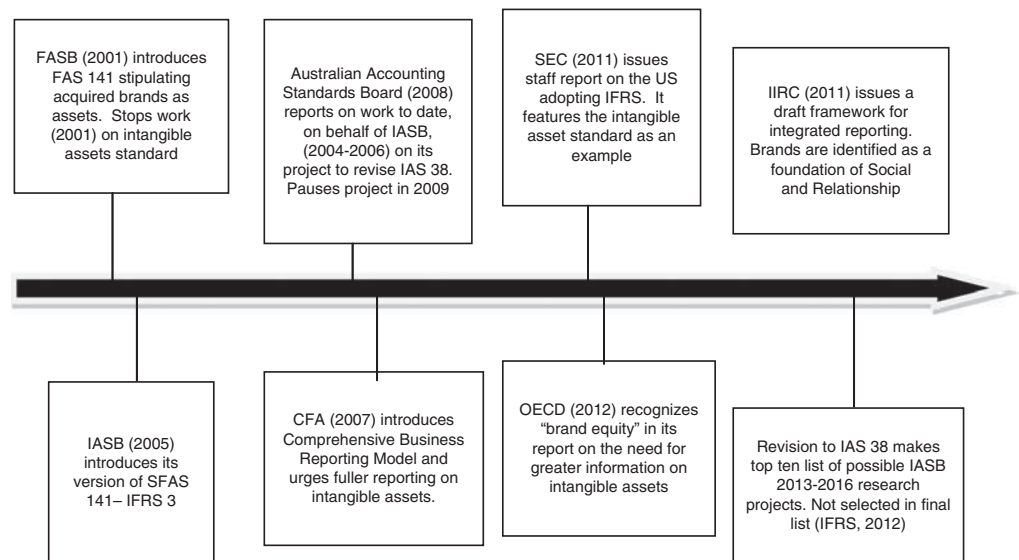 FASB (2001) introduces
FAS 141 stipulating
acquired brands as
assets.  Stops work
(2001) on intangible
assets standard
Australian Accounting
Standards Board (2008)
reports on work to date,
on behalf of IASB,
(2004-2006) on its
project to revise IAS 38.
Pauses project in 2009
SEC (2011) issues
staff report on the US
adopting IFRS.  It
features the intangible
asset standard as an
example
IIRC (2011) issues a
draft framework for
integrated reporting.
Brands are identified as a
foundation of Social
and Relationship
IASB (2005)
introduces its
version of SFAS
141– IFRS 3
CFA (2007) introduces
Comprehensive Business
Reporting Model and
urges fuller reporting on
intangible assets.
OECD (2012) recognizes
“brand equity” in its
report on the need for
greater information on
intangible assets
Revision to IAS 38 makes
top ten list of possible IASB
2013-2016 research
projects. Not selected in final
list (IFRS, 2012)